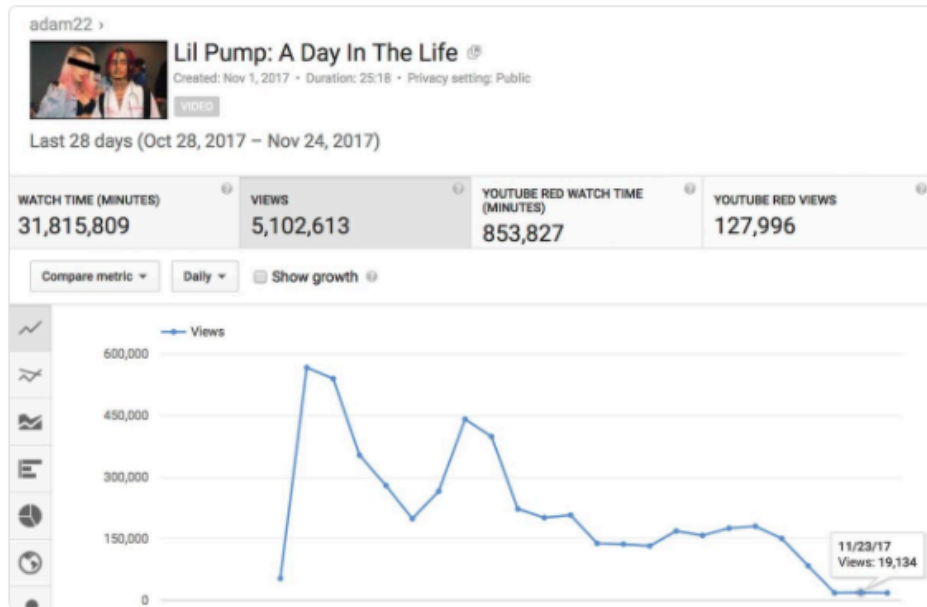 adam22 ›
Lil Pump: A Day In The Life
Created: Nov 1, 2017 • Duration: 25:18 • Privacy setting: Public
VIDEO
Last 28 days (Oct 28, 2017 – Nov 24, 2017)
WATCH TIME (MINUTES)
31,815,809
VIEWS
5,102,613
YOUTUBE RED WATCH TIME
(MINUTES)
853,827
YOUTUBE RED VIEWS
127,996
Compare metric
Daily
Show growth
Views
600,000
450,000
300,000
150,000
0
11/23/17
Views: 19,134